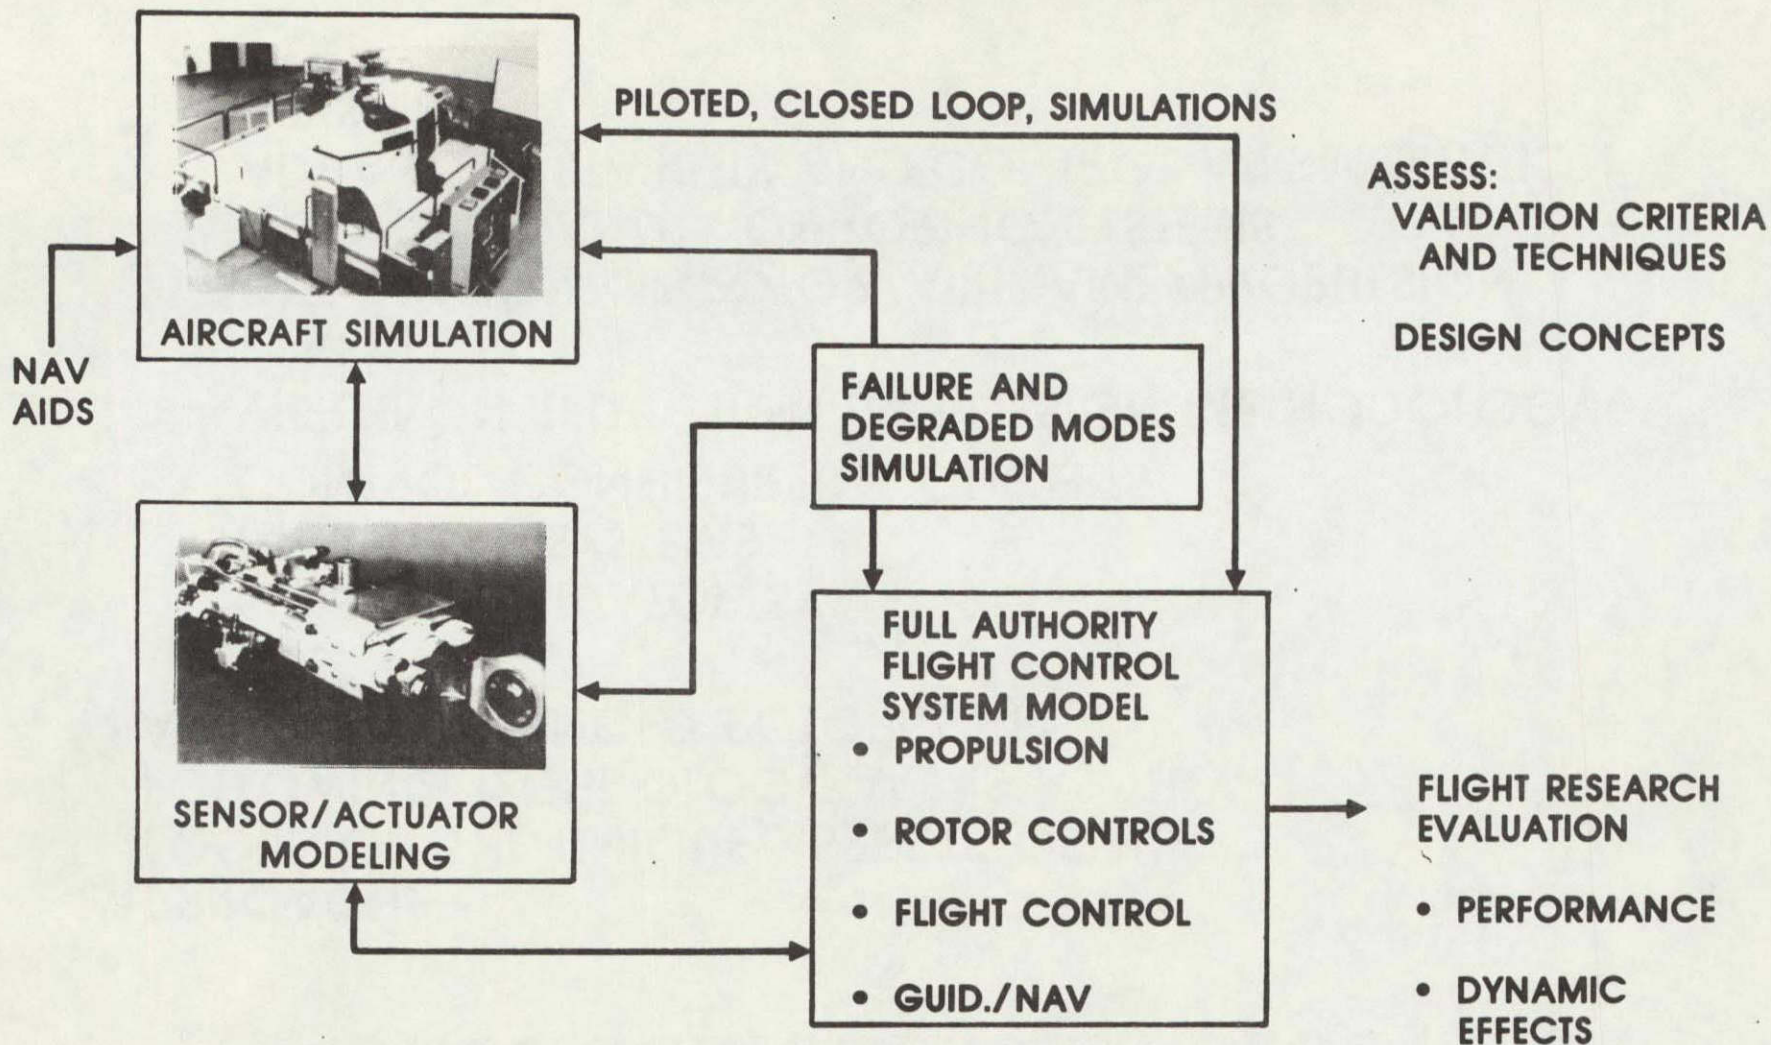 PILOTED, CLOSED LOOP, SIMULATIONS
ASSESS:
VALIDATION CRITERIA
AND TECHNIQUES
DESIGN CONCEPTS
AIRCRAFT SIMULATION
NAV
AIDS
FAILURE AND
DEGRADED MODES
SIMULATION
SENSOR/ACTUATOR
MODELING
FULL AUTHORITY
FLIGHT CONTROL
SYSTEM MODEL
• PROPULSION
• ROTOR CONTROLS
• FLIGHT CONTROL
• GUID./NAV
FLIGHT RESEARCH
EVALUATION
• PERFORMANCE
• DYNAMIC
EFFECTS